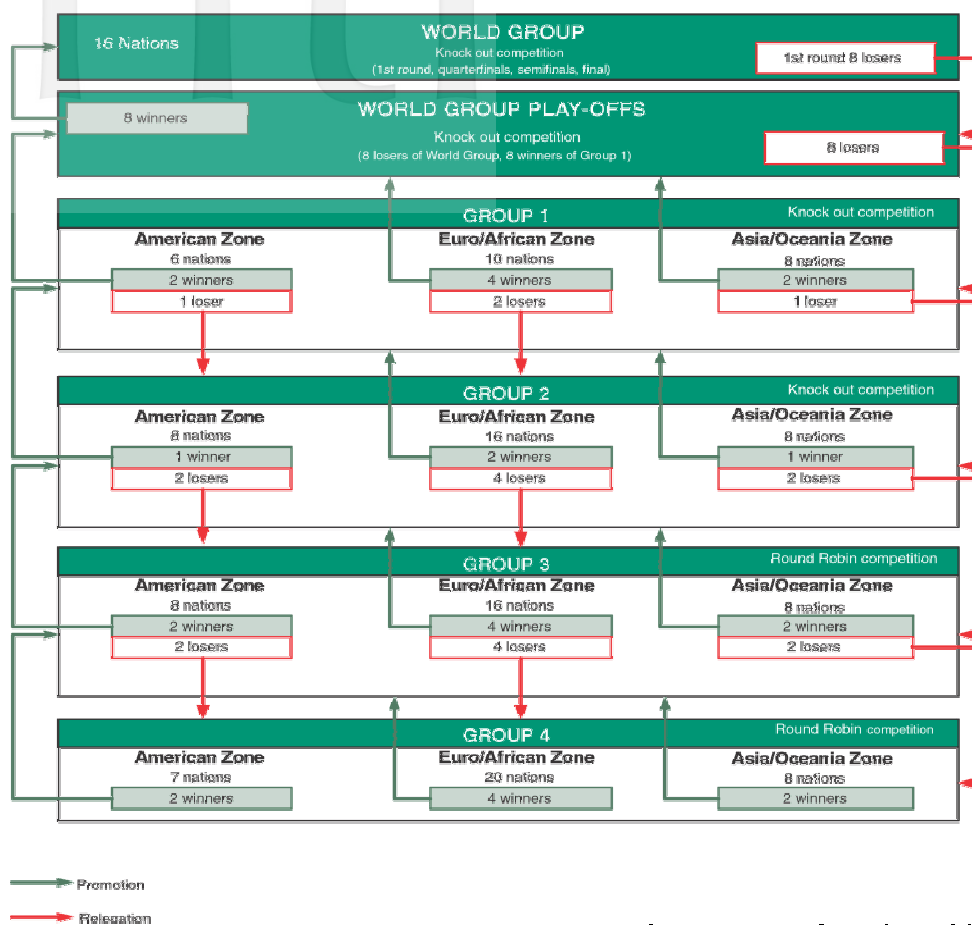 WORLD GROUP
16 Nations
Knock out competition
(1st round, quarterfinals, semifinals, final)
1st round 8 losers
WORLD GROUP PLAY-OFFS
8 winners
Knock out competition
(8 losers of World Group, 8 winners of Group 1)
8 losers
GROUP 1
Knock out competition
American Zone
6 nations
2 winners
1 loser
Euro/African Zone
10 nations
4 winners
2 losers
Asia/Oceania Zone
8 nations
2 winners
1 loser
GROUP 2
Knock out competition
American Zone
8 nations
1 winner
2 losers
Euro/African Zone
16 nations
2 winners
4 losers
Asia/Oceania Zone
8 nations
1 winner
2 losers
GROUP 3
Round Robin competition
American Zone
8 nations
2 winners
2 losers
Euro/African Zone
16 nations
4 winners
4 losers
Asia/Oceania Zone
8 nations
2 winners
2 losers
GROUP 4
Round Robin competition
American Zone
7 nations
2 winners
Euro/African Zone
20 nations
4 winners
Asia/Oceania Zone
8 nations
2 winners
Promotion
Relegation